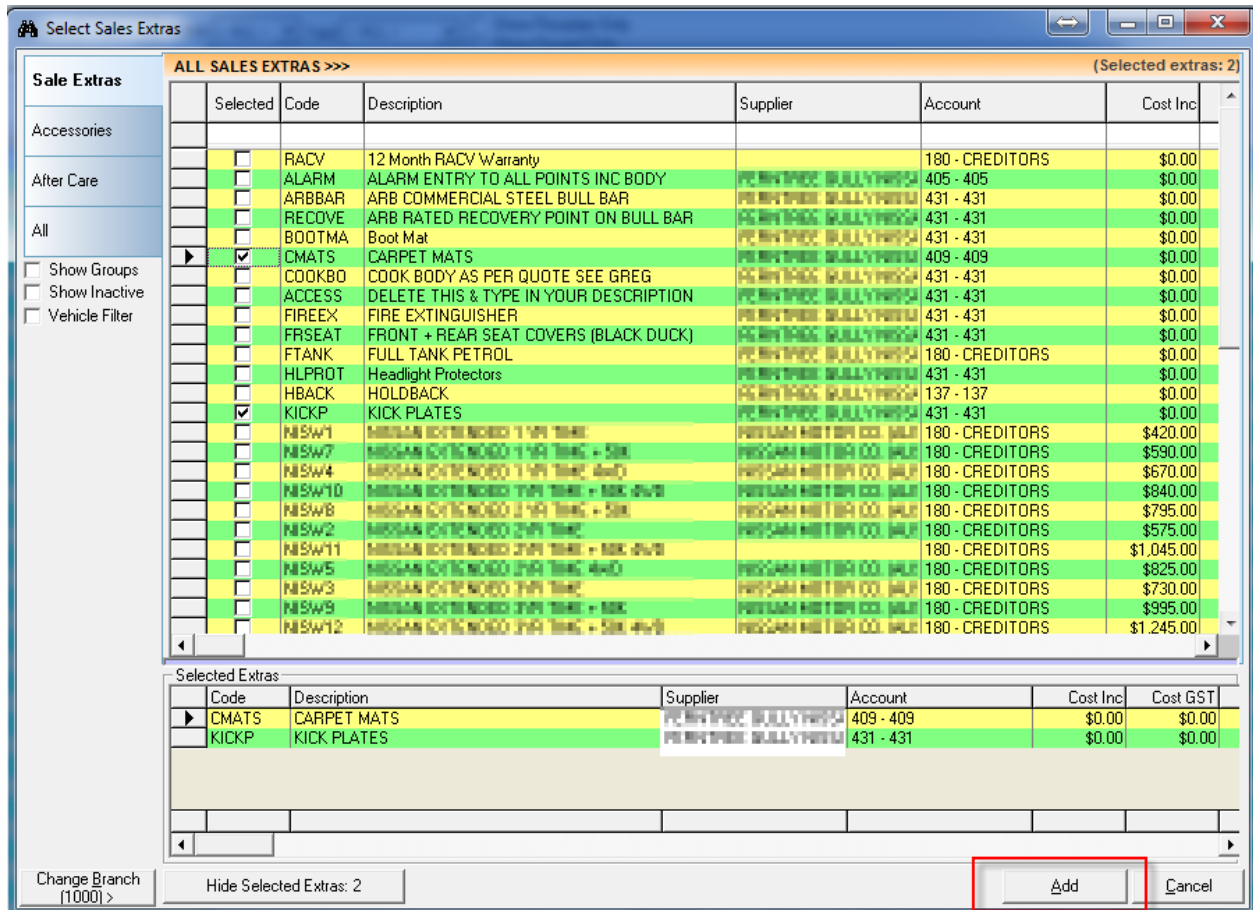 Select Sales Extras
Sale Extras
Accessories
After Care
All
Show Groups
Show Inactive
Vehicle Filter
ALL SALES EXTRAS >>> (Selected extras: 2)
Selected Code Description Supplier Account Cost Inc
RACV 12 Month RACV Warranty 180 - CREDITORS $0.00
ALARM ALARM ENTRY TO ALL POINTS INC BODY 405 - 405 $0.00
ARBBAR ARB COMMERCIAL STEEL BULL BAR 431 - 431 $0.00
RECOVE ARB RATED RECOVERY POINT ON BULL BAR 431 - 431 $0.00
BOOTMA Boot Mat 431 - 431 $0.00
CMATS CARPET MATS 409 - 409 $0.00
COOKBO COOK BODY AS PER QUOTE SEE GREG 431 - 431 $0.00
ACCESS DELETE THIS & TYPE IN YOUR DESCRIPTION 431 - 431 $0.00
FIREEX FIRE EXTINGUISHER 431 - 431 $0.00
FRSEAT FRONT + REAR SEAT COVERS (BLACK DUCK) 431 - 431 $0.00
FTANK FULL TANK PETROL 180 - CREDITORS $0.00
HLPROT Headlight Protectors 431 - 431 $0.00
HBACK HOLDBACK 137 - 137 $0.00
KICKP KICK PLATES 431 - 431 $0.00
NISW1 180 - CREDITORS $420.00
NISW7 180 - CREDITORS $590.00
NISW4 180 - CREDITORS $670.00
NISW10 180 - CREDITORS $840.00
NISW8 180 - CREDITORS $795.00
NISW2 180 - CREDITORS $575.00
NISW11 180 - CREDITORS $1,045.00
NISW5 180 - CREDITORS $825.00
NISW3 180 - CREDITORS $730.00
NISW9 180 - CREDITORS $995.00
NISW12 180 - CREDITORS $1,245.00
Selected Extras
Code Description Supplier Account Cost Inc Cost GST
CMATS CARPET MATS 409 - 409 $0.00 $0.00
KICKP KICK PLATES 431 - 431 $0.00 $0.00
Change Branch
(1000) >
Hide Selected Extras: 2
Add
Cancel